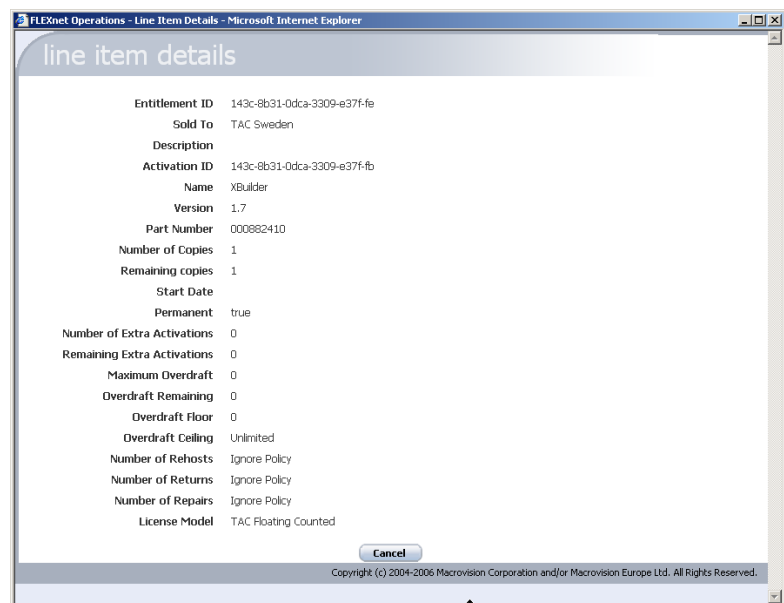 FLEXnet Operations - Line Item Details - Microsoft Internet Explorer
line item details
Entitlement ID 143c-8b31-0dca-3309-e37f-fe
Sold To TAC Sweden
Description
Activation ID 143c-8b31-0dca-3309-e37f-fb
Name XBuilder
Version 1.7
Part Number 000882410
Number of Copies 1
Remaining copies 1
Start Date
Permanent true
Number of Extra Activations 0
Remaining Extra Activations 0
Maximum Overdraft 0
Overdraft Remaining 0
Overdraft Floor 0
Overdraft Ceiling Unlimited
Number of Rehosts Ignore Policy
Number of Returns Ignore Policy
Number of Repairs Ignore Policy
License Model TAC Floating Counted
Cancel
Copyright (c) 2004-2006 Macrovision Corporation and/or Macrovision Europe Ltd. All Rights Reserved.